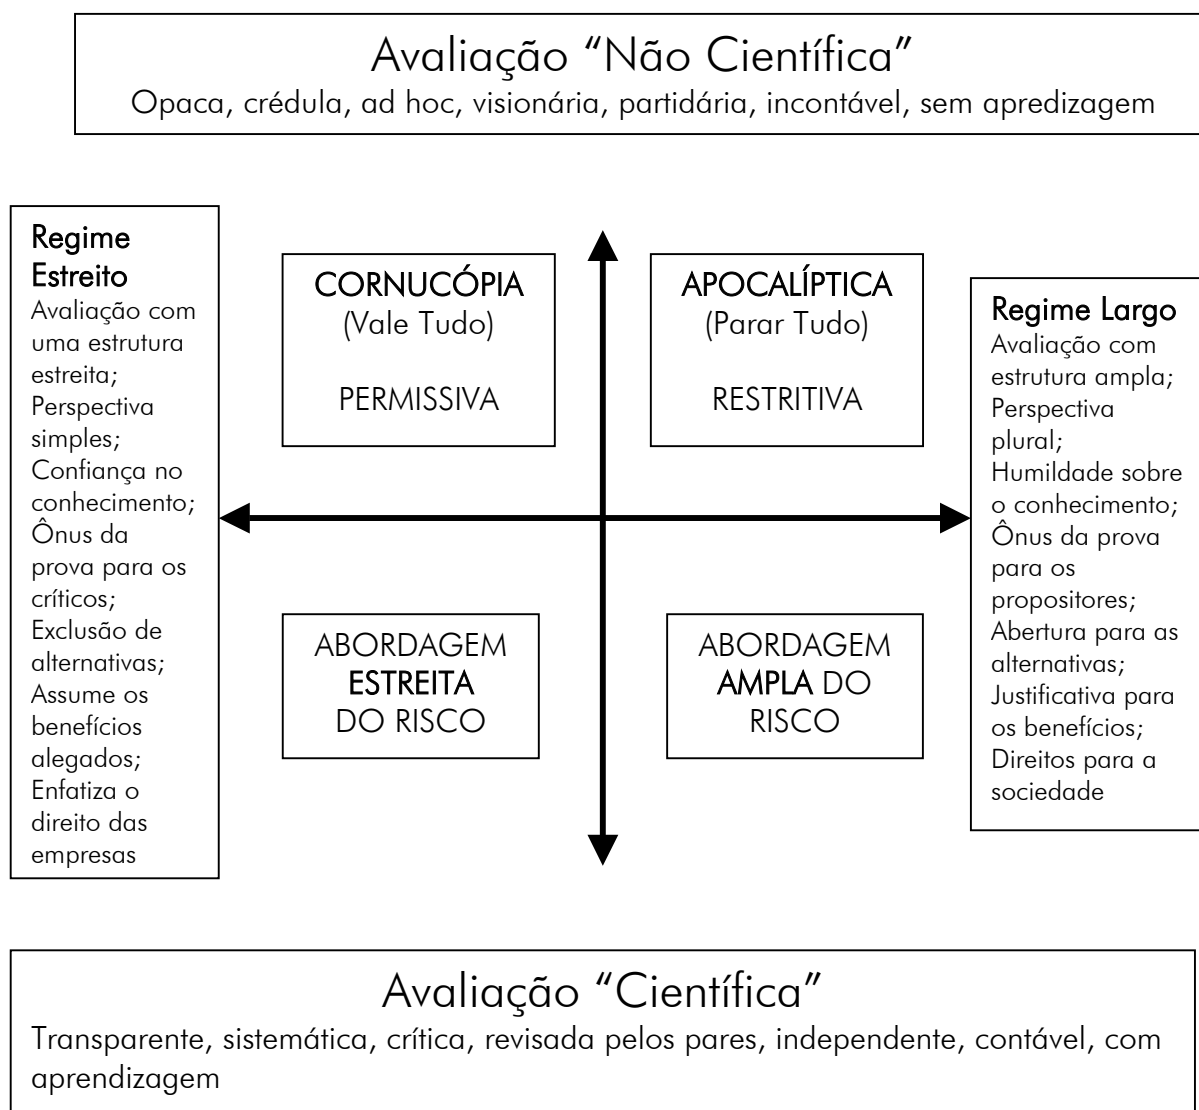 Avaliação “Não Científica”
Opaca, crédula, ad hoc, visionária, partidária, incontável, sem apredizagem
Regime
Estreito
Avaliação com
uma estrutura
estreita;
Perspectiva
simples;
Confiança no
conhecimento;
Ônus da
prova para os
críticos;
Exclusão de
alternativas;
Assume os
benefícios
alegados;
Enfatiza o
direito das
empresas
CORNUCÓPIA
(Vale Tudo)
PERMISSIVA
APOCALÍPTICA
(Parar Tudo)
RESTRITIVA
ABORDAGEM
ESTREITA
DO RISCO
ABORDAGEM
AMPLA DO
RISCO
Regime Largo
Avaliação com
estrutura ampla;
Perspectiva
plural;
Humildade sobre
o conhecimento;
Ônus da prova
para os
propositores;
Abertura para as
alternativas;
Justificativa para
os benefícios;
Direitos para a
sociedade
Avaliação “Científica”
Transparente, sistemática, crítica, revisada pelos pares, independente, contável, com
aprendizagem